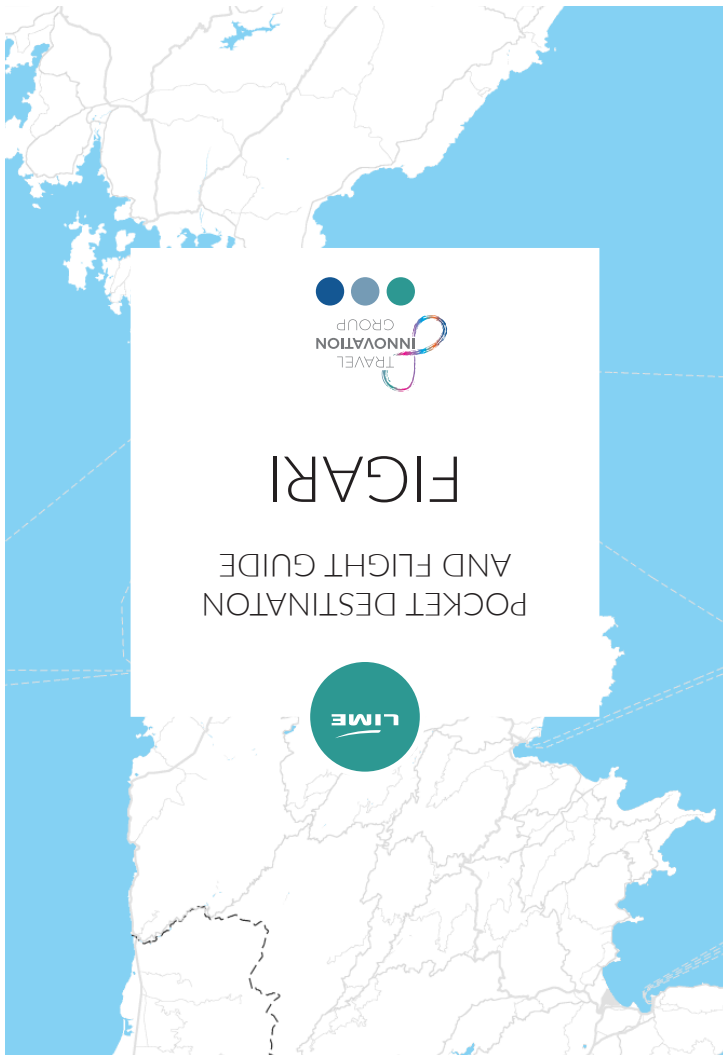 LIME
POCKET DESTINATON
AND FLIGHT GUIDE
FIGARI
TRAVEL
INNOVATION
GROUP